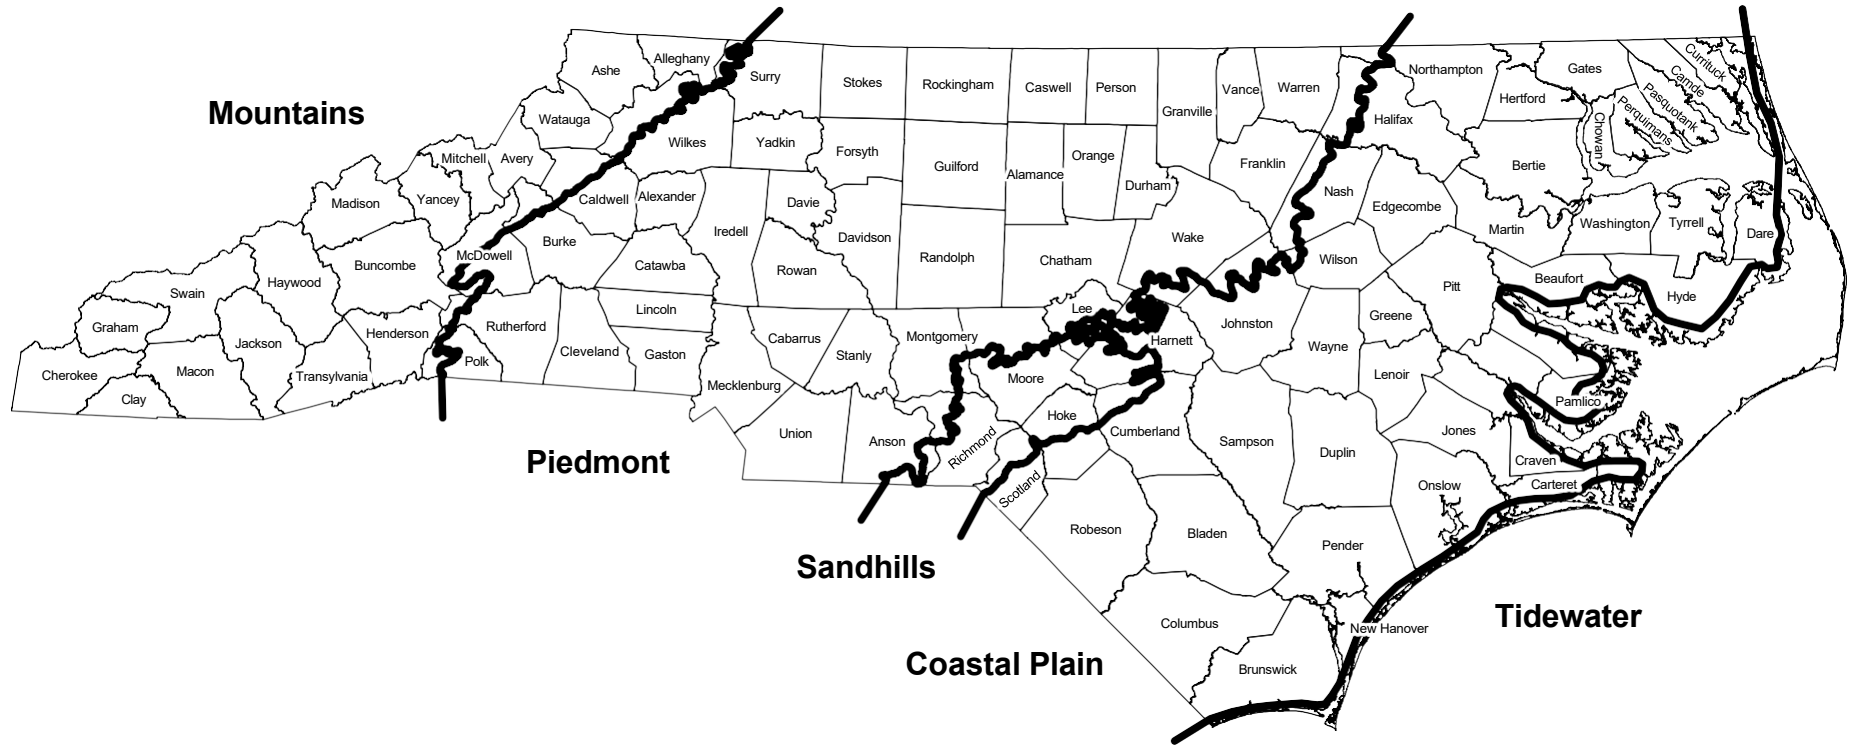 Mountains
Piedmont
Sandhills
Coastal Plain
Tidewater
Ashe
Alleghany
Surry
Stokes
Rockingham
Caswell
Person
Granville
Vance
Warren
Northampton
Halifax
Hertford
Gates
Currituck
Camde
Pasquotank
Perquimans
Chowan
Watauga
Wilkes
Yadkin
Forsyth
Guilford
Alamance
Orange
Durham
Franklin
Nash
Edgecombe
Bertie
Mitchell
Avery
Yancey
Madison
Caldwell
Alexander
Iredell
Davie
Davidson
Randolph
Chatham
Wake
Wilson
Martin
Washington
Tyrrell
Dare
Buncombe
McDowell
Burke
Catawba
Rowan
Haywood
Swain
Graham
Cherokee
Clay
Macon
Jackson
Transylvania
Henderson
Polk
Rutherford
Cleveland
Lincoln
Gaston
Mecklenburg
Cabarrus
Stanly
Montgomery
Lee
Harnett
Johnston
Wayne
Greene
Pitt
Beaufort
Hyde
Lenoir
Pamlico
Craven
Jones
Carteret
Onslow
Union
Anson
Richmond
Moore
Hoke
Scotland
Cumberland
Sampson
Duplin
Robeson
Bladen
Pender
Columbus
Brunswick
New Hanover